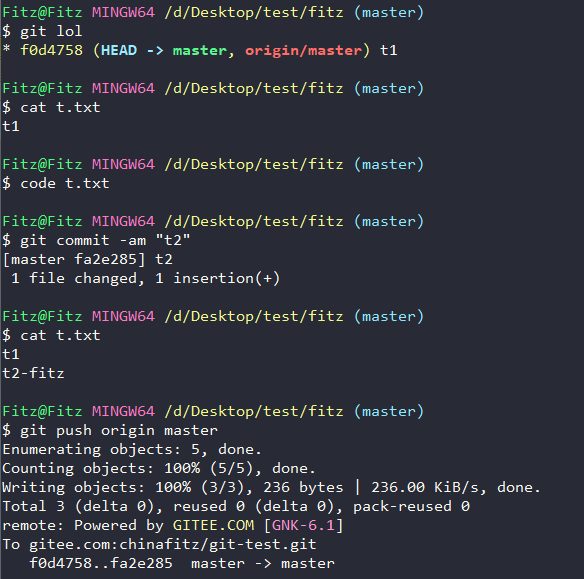 Fitz@Fitz MINGW64 /d/Desktop/test/fitz (master)
$ git lol
* f0d4758 (HEAD -> master, origin/master) t1
Fitz@Fitz MINGW64 /d/Desktop/test/fitz (master)
$ cat t.txt
t1
Fitz@Fitz MINGW64 /d/Desktop/test/fitz (master)
$ code t.txt
Fitz@Fitz MINGW64 /d/Desktop/test/fitz (master)
$ git commit -am "t2"
[master fa2e285] t2
 1 file changed, 1 insertion(+)
Fitz@Fitz MINGW64 /d/Desktop/test/fitz (master)
$ cat t.txt
t1
t2-fitz
Fitz@Fitz MINGW64 /d/Desktop/test/fitz (master)
$ git push origin master
Enumerating objects: 5, done.
Counting objects: 100% (5/5), done.
Writing objects: 100% (3/3), 236 bytes | 236.00 KiB/s, done.
Total 3 (delta 0), reused 0 (delta 0), pack-reused 0
remote: Powered by GITEE.COM [GNK-6.1]
To gitee.com:chinafitz/git-test.git
   f0d4758..fa2e285  master -> master